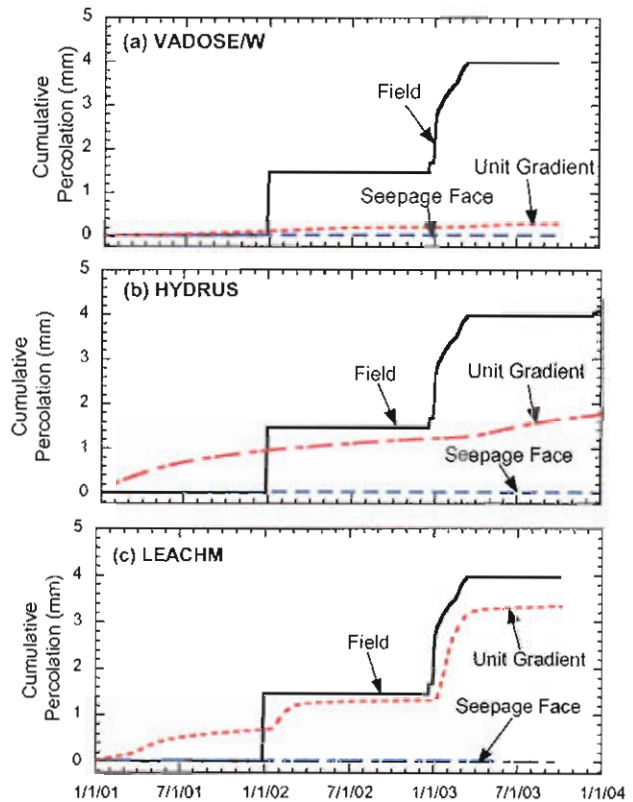 (a) VADOSE/W
Cumulative
Percolation (mm)
5
4
3
2
1
0
Field
Unit Gradient
Seepage Face
(b) HYDRUS
Cumulative
Percolation (mm)
5
4
3
2
1
0
Field
Unit Gradient
Seepage Face
(c) LEACHM
Cumulative
Percolation (mm)
5
4
3
2
1
0
Field
Unit Gradient
Seepage Face
1/1/01 7/1/01 1/1/02 7/1/02 1/1/03 7/1/03 1/1/04